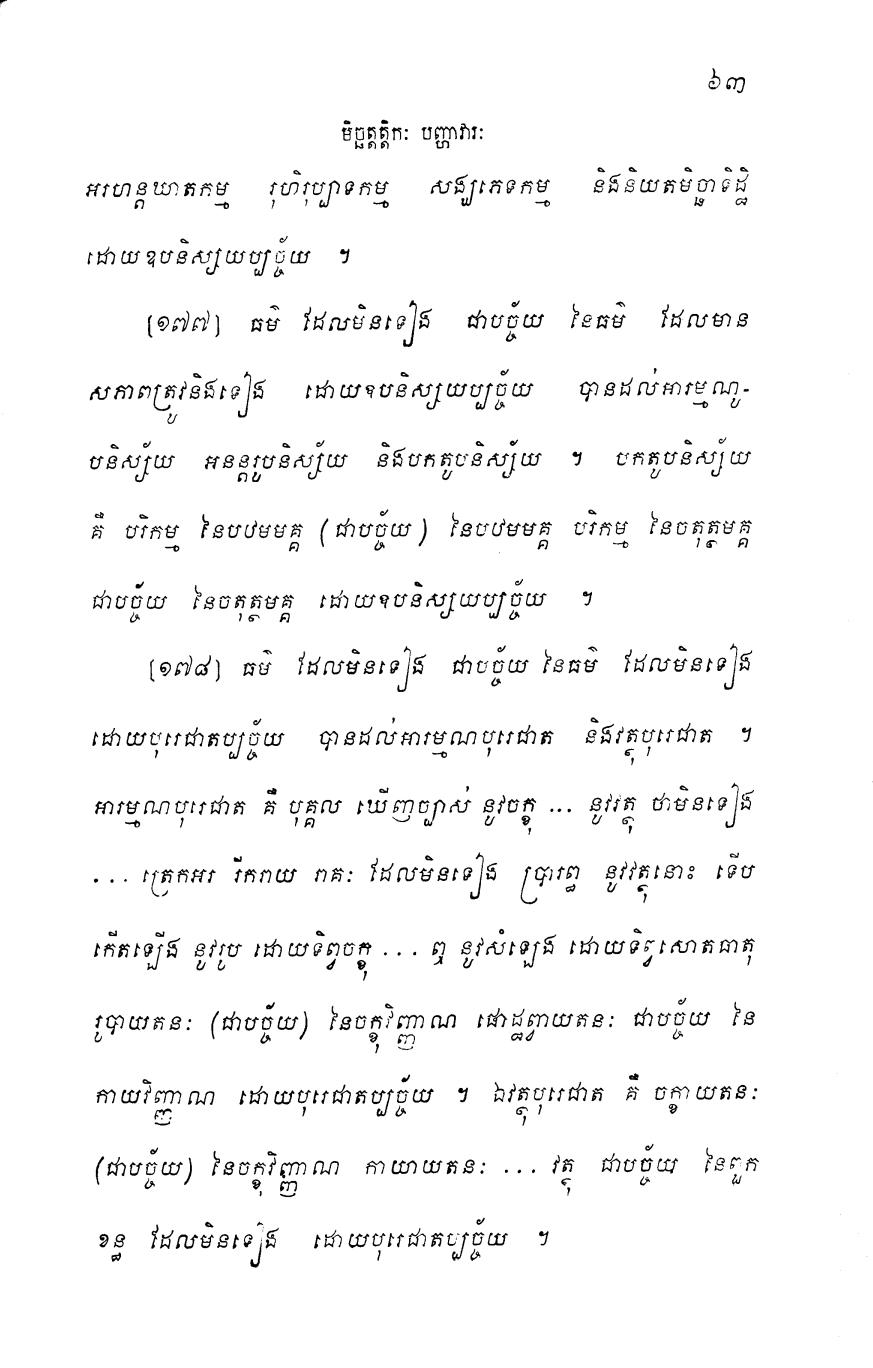 ៦៣
មិច្ឆត្តត្តិកៈ បញ្ហាវារៈ
អរហន្តឃាតកម្ម រុហិរុប្បាទកម្ម សង្ឃភេទកម្ម និងនិយតមិច្ឆាទិដ្ឋិ
ដោយឧបនិស្សយប្បច្ច័យ ។
[១៧៧] ធម៌ ដែលមិនទៀង ជាបច្ច័យ នៃធម៌ ដែលមាន
សភាពត្រូវនិងទៀង ដោយឧបនិស្សយប្បច្ច័យ បានដល់អារម្មណូ-
បនិស្ស័យ អនន្តរូបនិស្ស័យ និងបកតូបនិស្ស័យ ។ បកតូបនិស្ស័យ
គឺ បរិកម្ម នៃបឋមមគ្គ (ជាបច្ច័យ) នៃបឋមមគ្គ បរិកម្ម នៃចតុត្ថមគ្គ
ជាបច្ច័យ នៃចតុត្ថមគ្គ ដោយឧបនិស្សយប្បច្ច័យ ។
[១៧៨] ធម៌ ដែលមិនទៀង ជាបច្ច័យ នៃធម៌ ដែលមិនទៀង
ដោយបុរេជាតប្បច្ច័យ បានដល់អារម្មណបុរេជាត និងវត្ថុបុរេជាត ។
អារម្មណបុរេជាត គឺ បុគ្គល ឃើញច្បាស់ នូវចក្ខុ ... នូវវត្ថុ ថាមិនទៀង
... ត្រេកអរ រីករាយ រាគៈ ដែលមិនទៀង ប្រារព្ធ នូវវត្ថុនោះ ទើប
កើតឡើង នូវរូប ដោយទិព្វចក្ខុ ... ឮ នូវសំឡេង ដោយទិព្វសោតធាតុ
រូបាយតនៈ (ជាបច្ច័យ) នៃចក្ខុវិញ្ញាណ ផោដ្ឋព្វាយតនៈ ជាបច្ច័យ នៃ
កាយវិញ្ញាណ ដោយបុរេជាតប្បច្ច័យ ។ ឯវត្ថុបុរេជាត គឺ ចក្ខាយតនៈ
(ជាបច្ច័យ) នៃចក្ខុវិញ្ញាណ កាយាយតនៈ ... វត្ថុ ជាបច្ច័យ នៃពួក
ខន្ធ ដែលមិនទៀង ដោយបុរេជាតប្បច្ច័យ ។